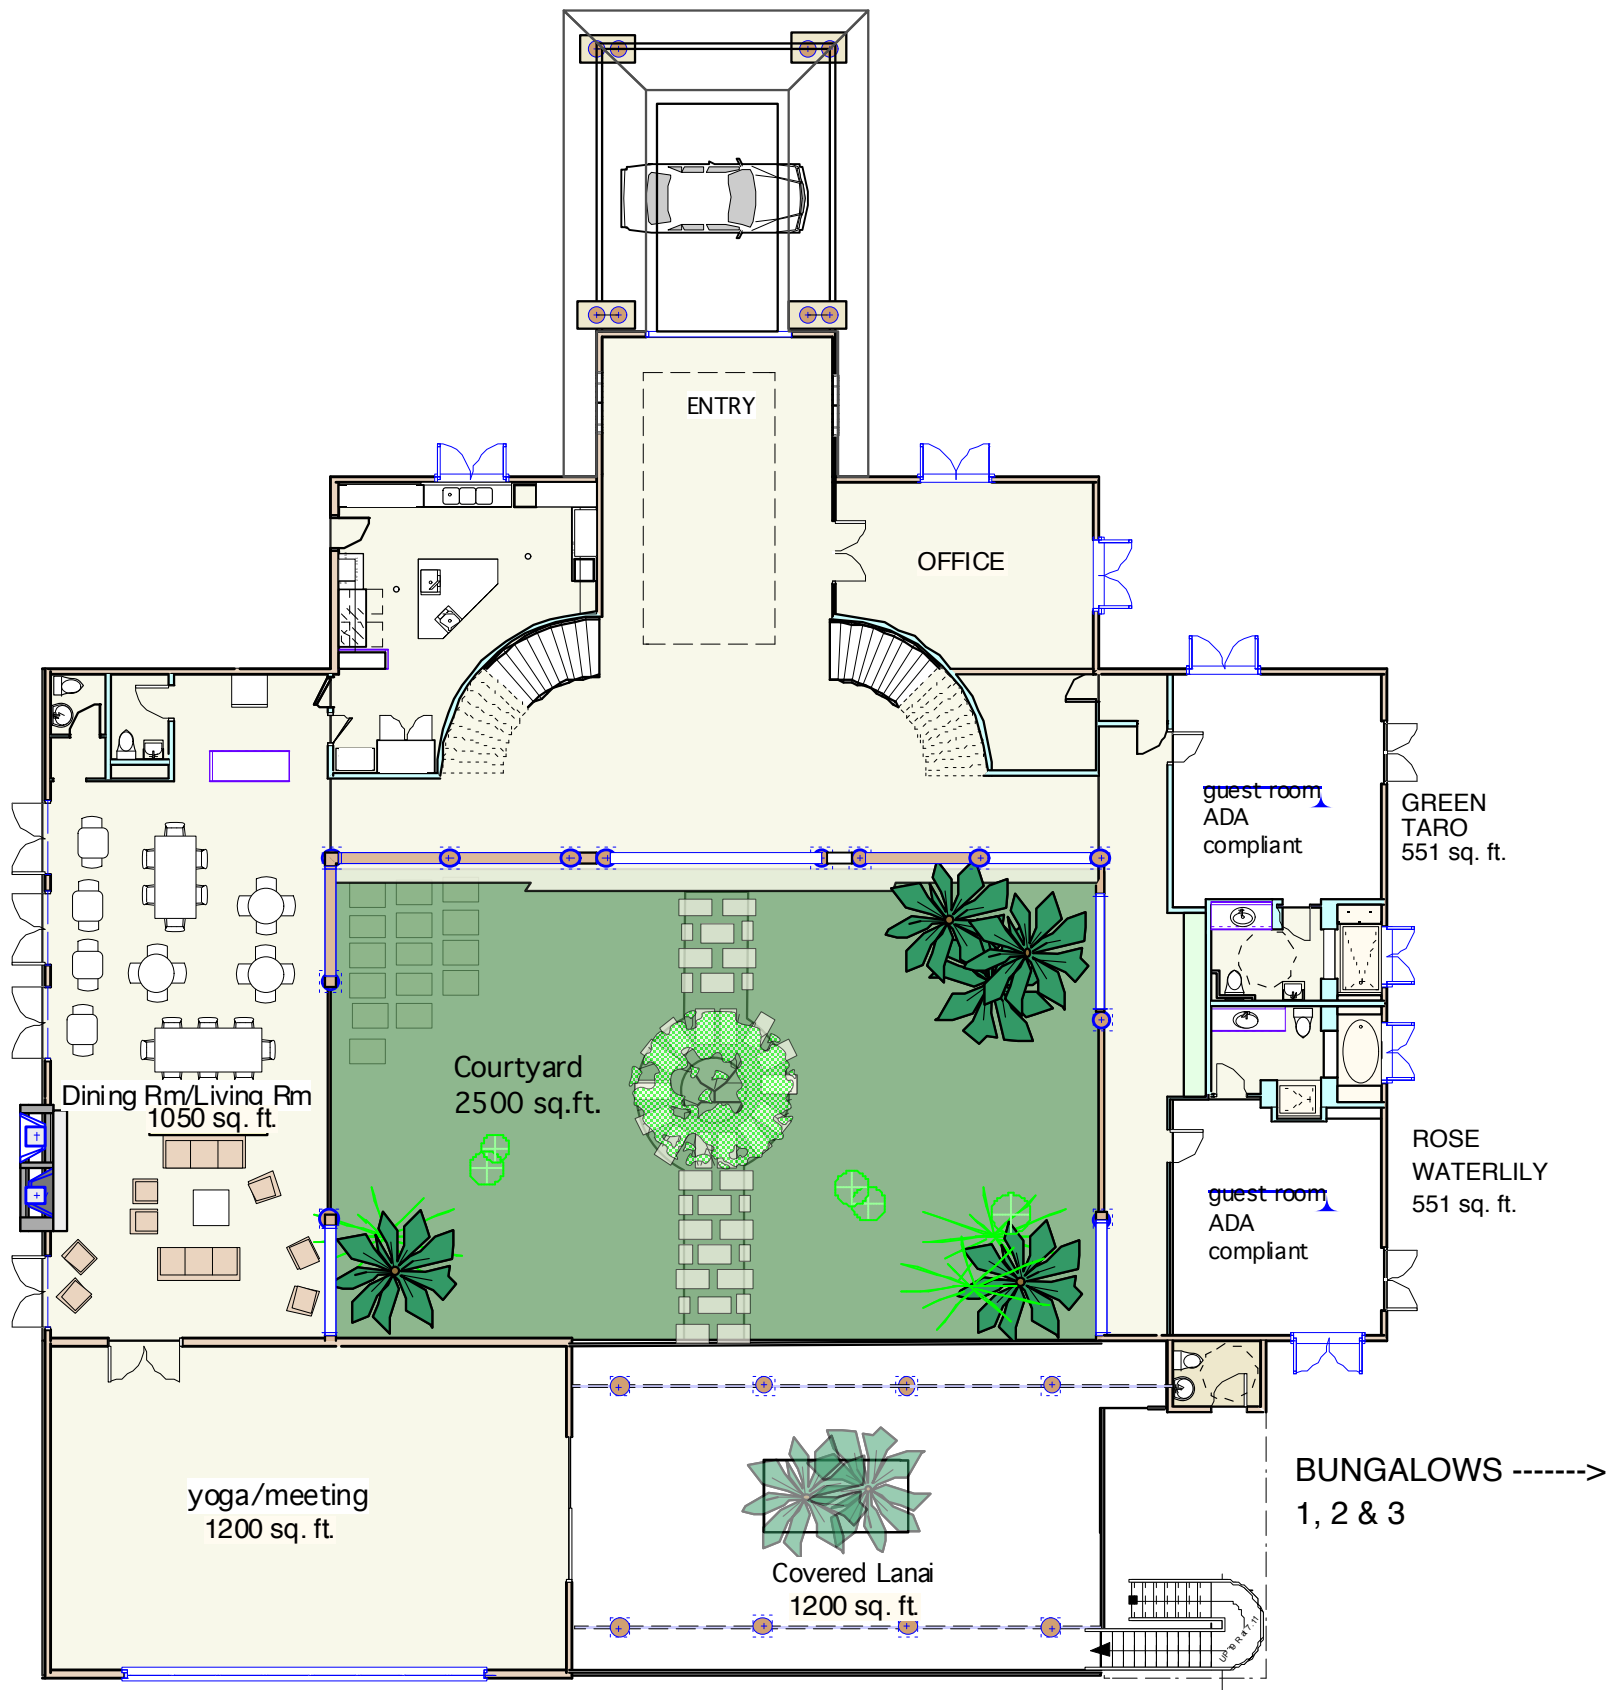 ENTRY
OFFICE
guest room
ADA
compliant
GREEN
TARO
551 sq. ft.
Courtyard
2500 sq.ft.
Dining Rm/Living Rm
1050 sq. ft.
ROSE
WATERLILY
551 sq. ft.
guest room
ADA
compliant
yoga/meeting
1200 sq. ft.
BUNGALOWS ------->
1, 2 & 3
Covered Lanai
1200 sq. ft.